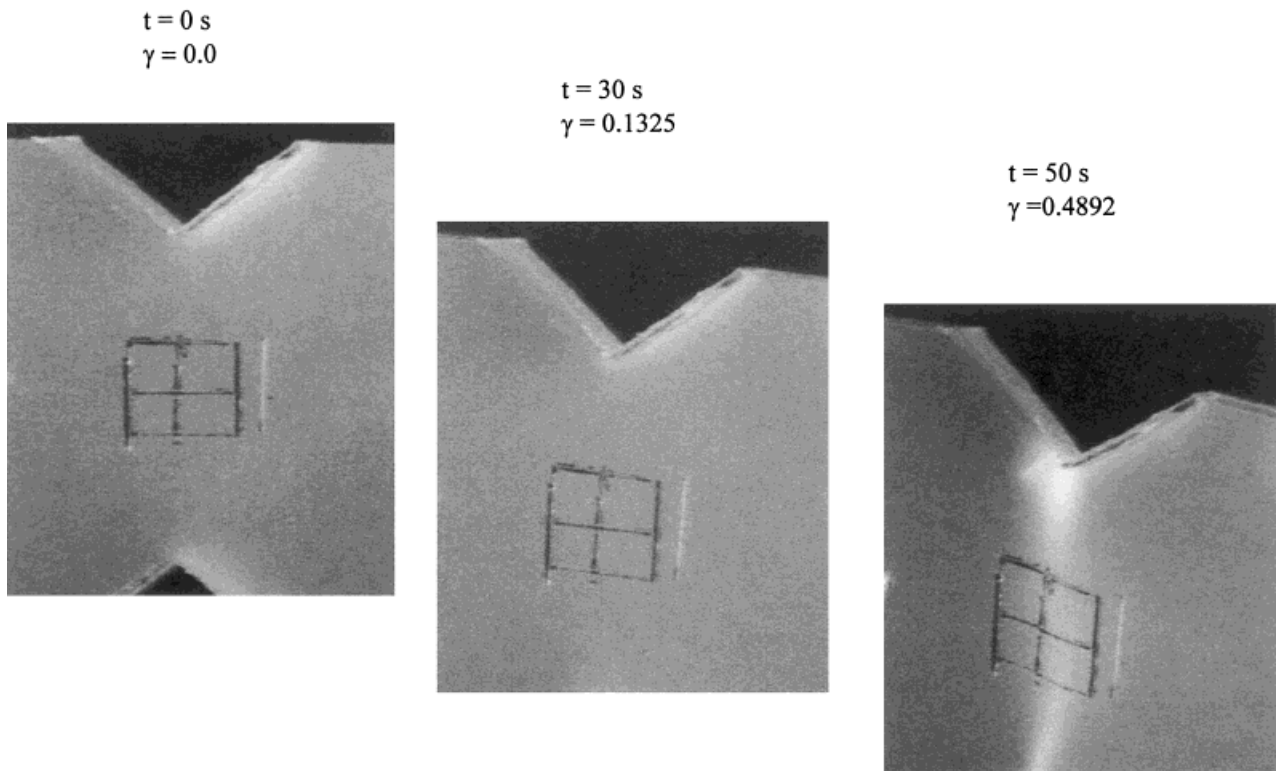 t = 0 s
γ = 0.0
t = 30 s
γ = 0.1325
t = 50 s
γ =0.4892